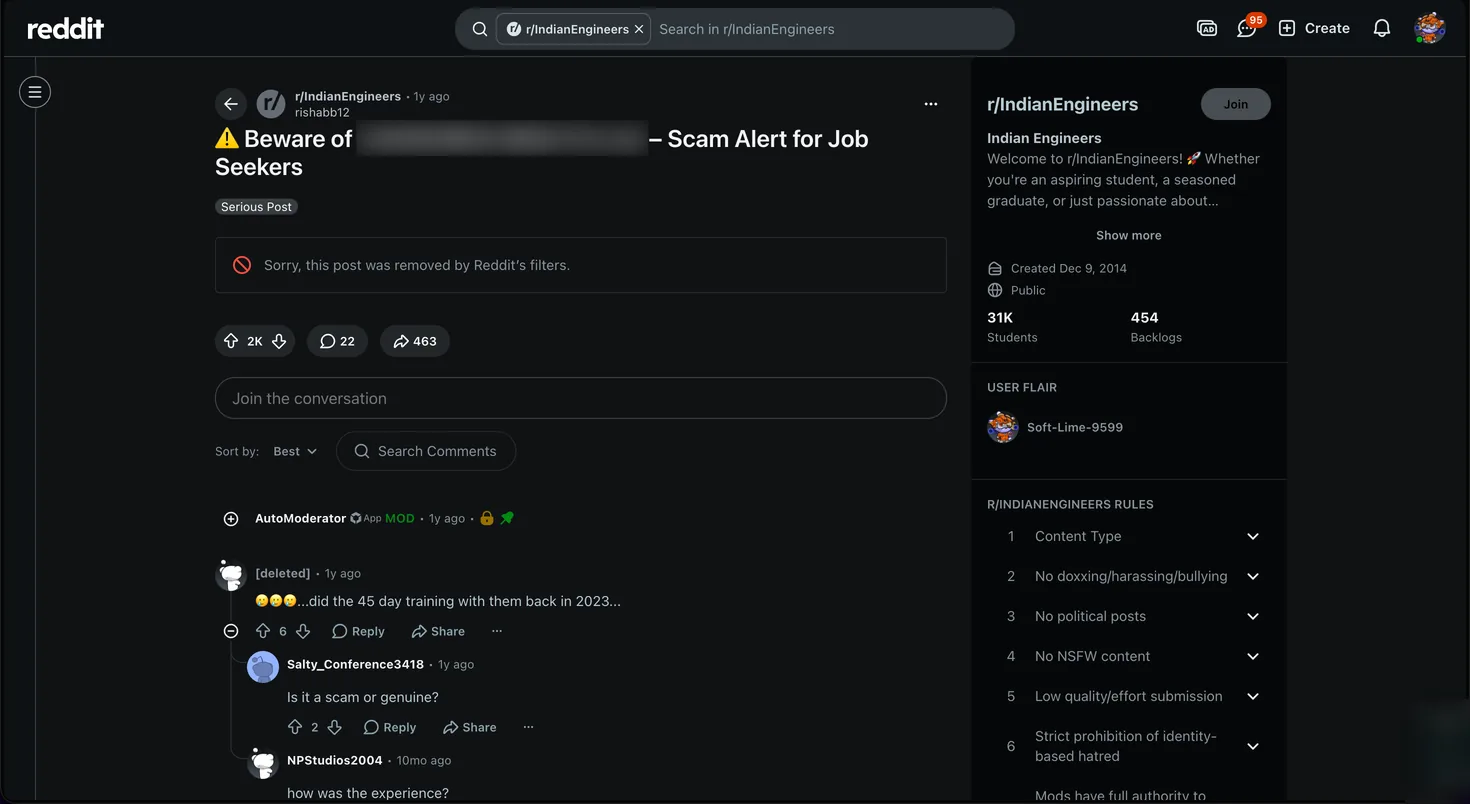 reddit
r/IndianEngineers
Search in r/IndianEngineers
AD
95
Create
r/
r/IndianEngineers • 1y ago
rishabb12
⚠️ Beware of – Scam Alert for Job
Seekers
Serious Post
Sorry, this post was removed by Reddit's filters.
2K
22
463
Join the conversation
Sort by: Best
Search Comments
AutoModerator App MOD • 1y ago •
[deleted] • 1y ago
🥲🥲🥲...did the 45 day training with them back in 2023...
6
Reply
Share
Salty_Conference3418 • 1y ago
Is it a scam or genuine?
2
Reply
Share
NPStudios2004 • 10mo ago
how was the experience?
r/IndianEngineers
Join
Indian Engineers
Welcome to r/IndianEngineers! 🚀 Whether
you're an aspiring student, a seasoned
graduate, or just passionate about...
Show more
Created Dec 9, 2014
Public
31K
454
Students
Backlogs
USER FLAIR
Soft-Lime-9599
R/INDIANENGINEERS RULES
1 Content Type
2 No doxxing/harassing/bullying
3 No political posts
4 No NSFW content
5 Low quality/effort submission
6 Strict prohibition of identity-
based hatred
Mods have full authority to